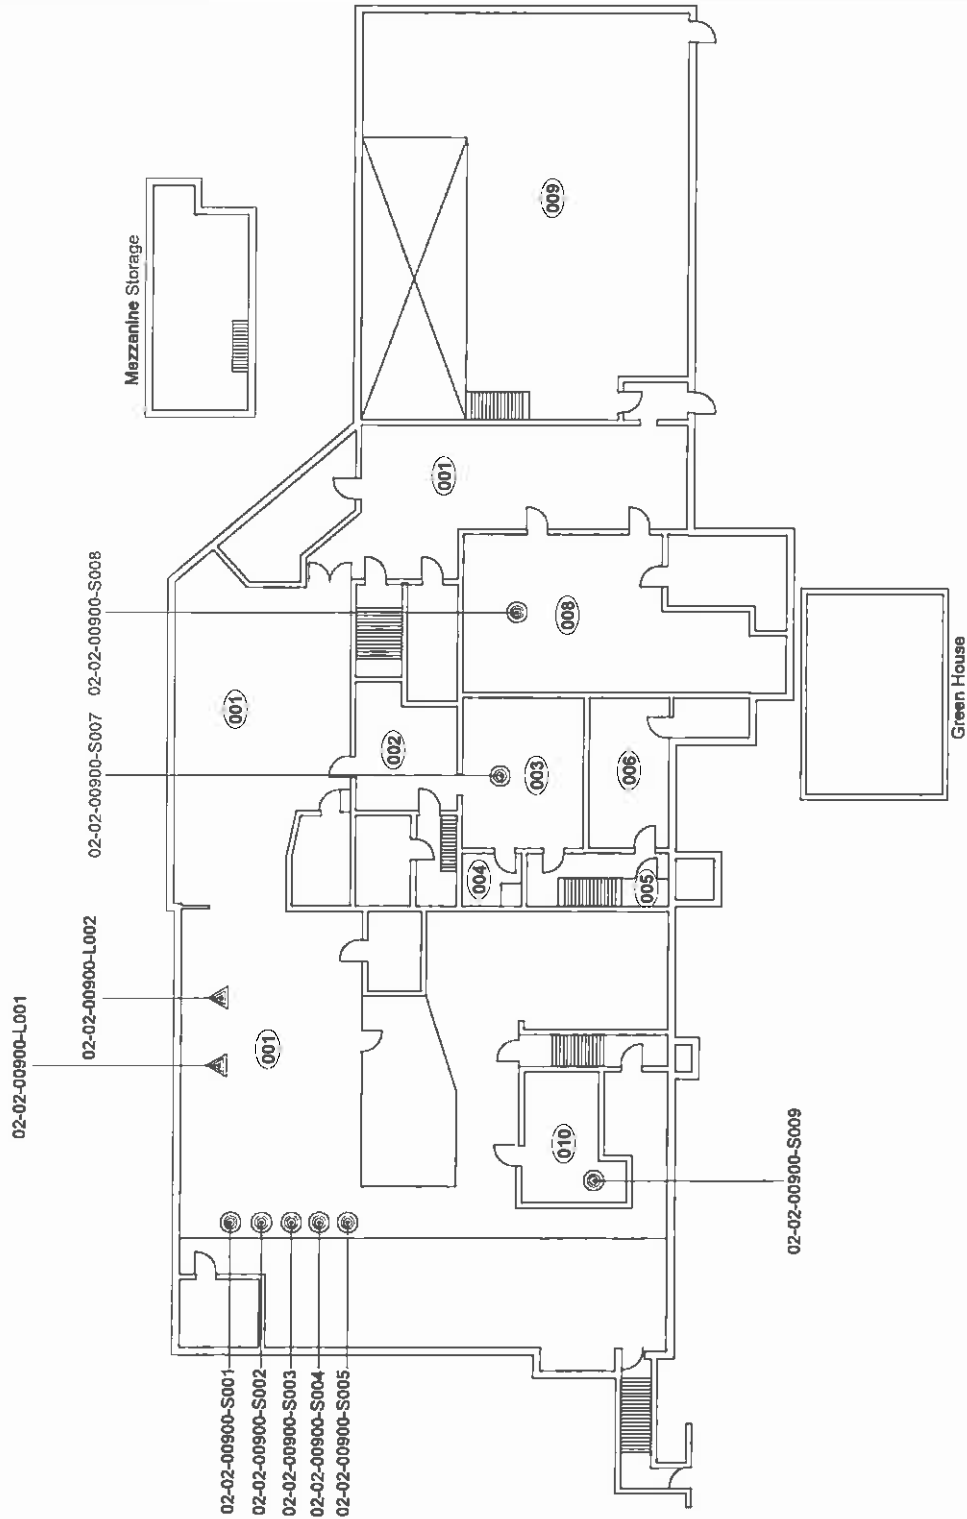 02-02-00900-L001
02-02-00900-L002
02-02-00900-S007
02-02-00900-S008
Mezzanine Storage
001
001
001
002
003
004
005
006
008
009
010
02-02-00900-S001
02-02-00900-S002
02-02-00900-S003
02-02-00900-S004
02-02-00900-S005
02-02-00900-S009
Green House